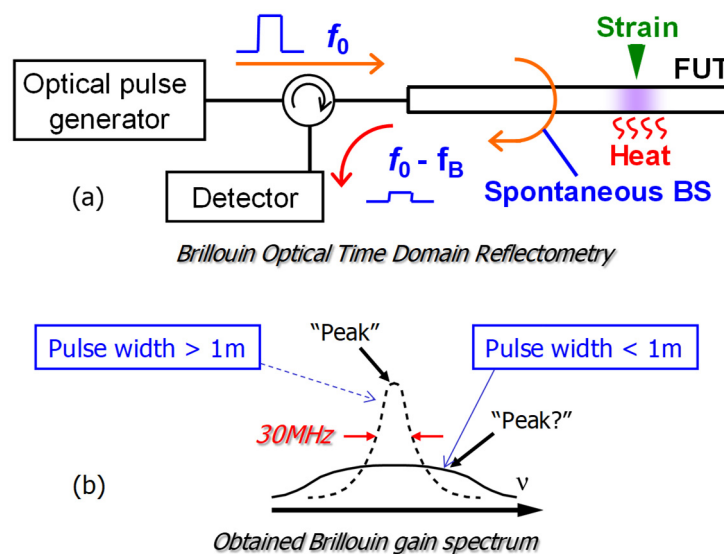 Strain
f0
FUT
Optical pulse
generator
f0 - fB
Heat
Spontaneous BS
(a)
Detector
Brillouin Optical Time Domain Reflectometry
"Peak"
Pulse width > 1m
Pulse width < 1m
"Peak?"
30MHz
ν
(b)
Obtained Brillouin gain spectrum